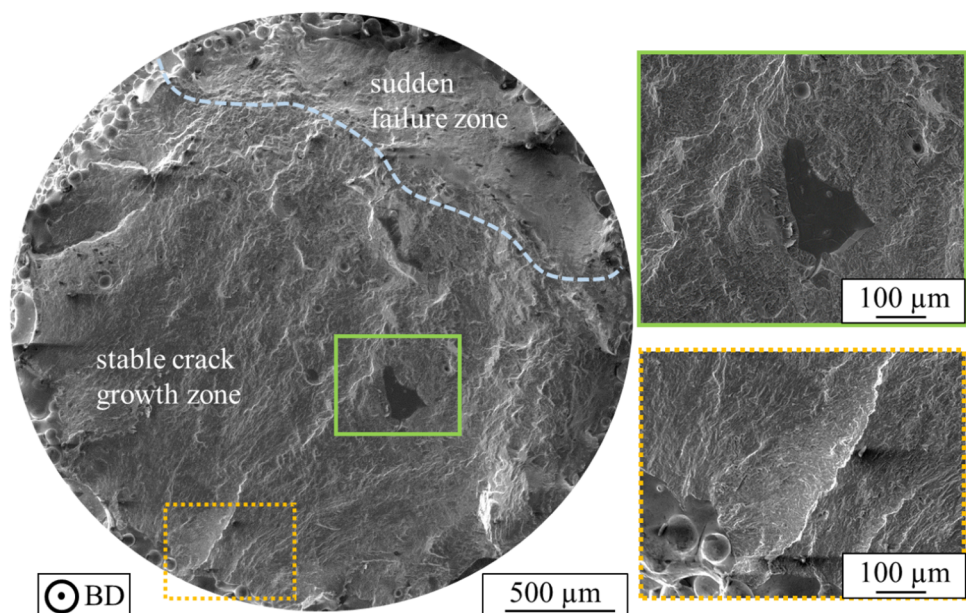 sudden
failure zone
stable crack
growth zone
BD
500 µm
100 µm
100 µm